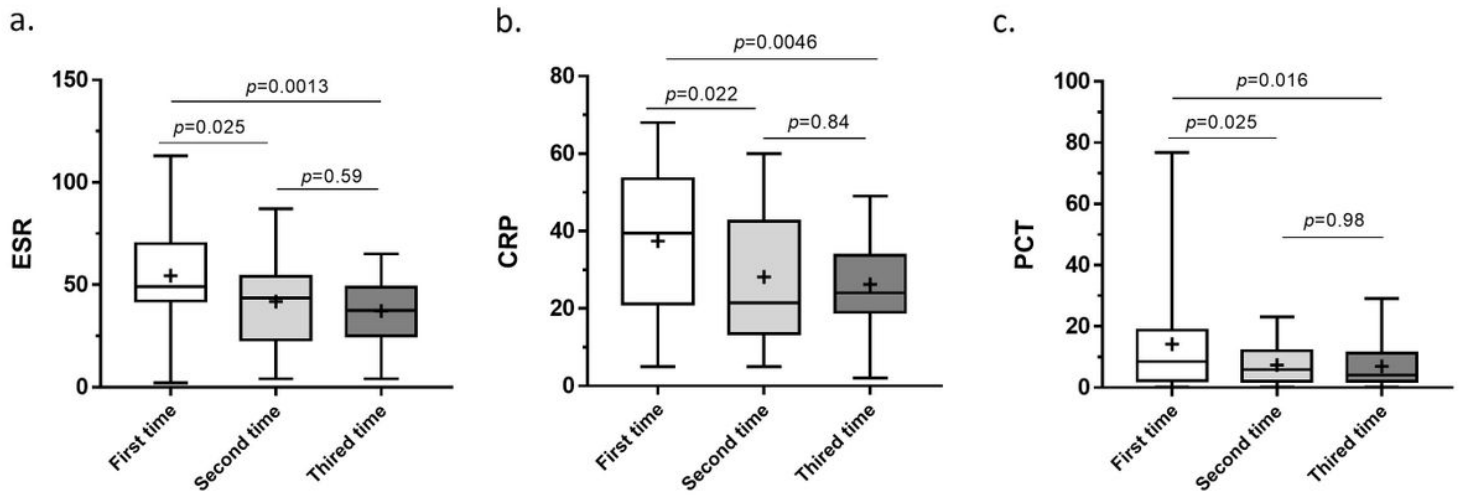 a.
ESR
150
100
50
0
p=0.0013
p=0.025
p=0.59
First time
Second time
Thired time
b.
CRP
80
60
40
20
0
p=0.0046
p=0.022
p=0.84
First time
Second time
Thired time
c.
PCT
100
80
60
40
20
0
p=0.016
p=0.025
p=0.98
First time
Second time
Thired time